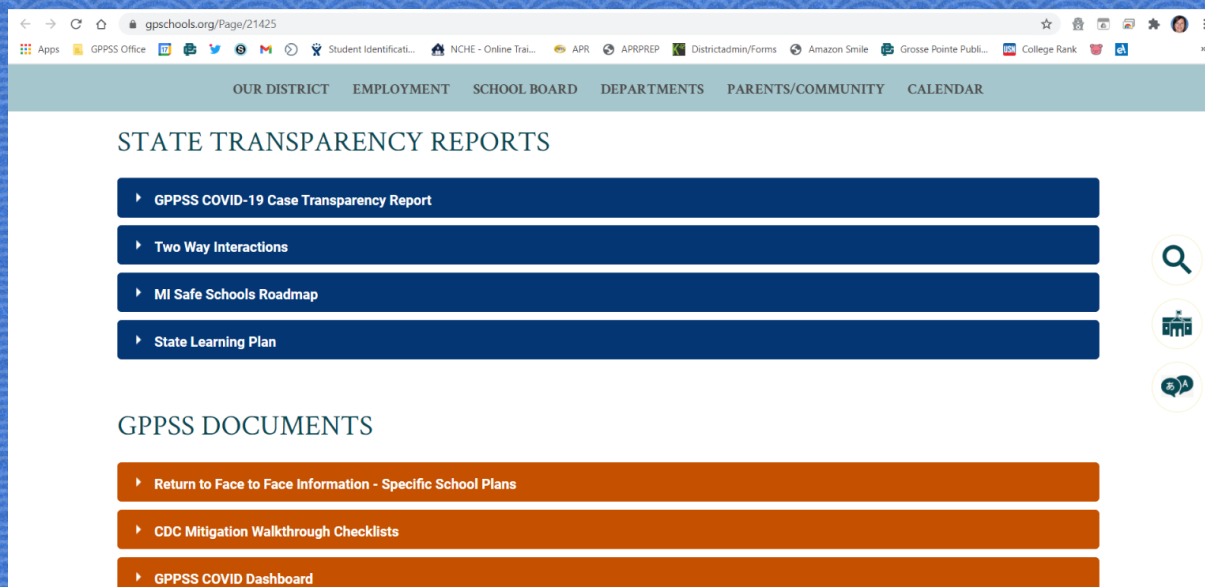 gpschools.org/Page/21425
Apps GPPSS Office 17 Student Identificati... NCHE - Online Trai... APR APRPREP Districtadmin/Forms Amazon Smile Grosse Pointe Publi... USN College Rank
OUR DISTRICT EMPLOYMENT SCHOOL BOARD DEPARTMENTS PARENTS/COMMUNITY CALENDAR
STATE TRANSPARENCY REPORTS
GPPSS COVID-19 Case Transparency Report
Two Way Interactions
MI Safe Schools Roadmap
State Learning Plan
あ A
GPPSS DOCUMENTS
Return to Face to Face Information - Specific School Plans
CDC Mitigation Walkthrough Checklists
GPPSS COVID Dashboard